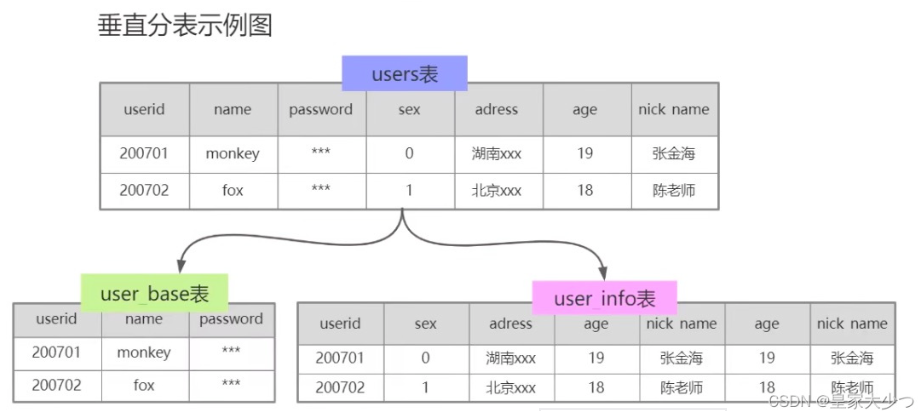 垂直分表示例图
users表
userid name password sex adress age nick name
200701 monkey *** 0 湖南xxx 19 张金海
200702 fox *** 1 北京xxx 18 陈老师
user_base表
userid name password
200701 monkey ***
200702 fox ***
user_info表
userid sex adress age nick name age nick name
200701 0 湖南xxx 19 张金海 19 张金海
200702 1 北京xxx 18 陈老师 18 陈老师
CSDN @皇家大少つ